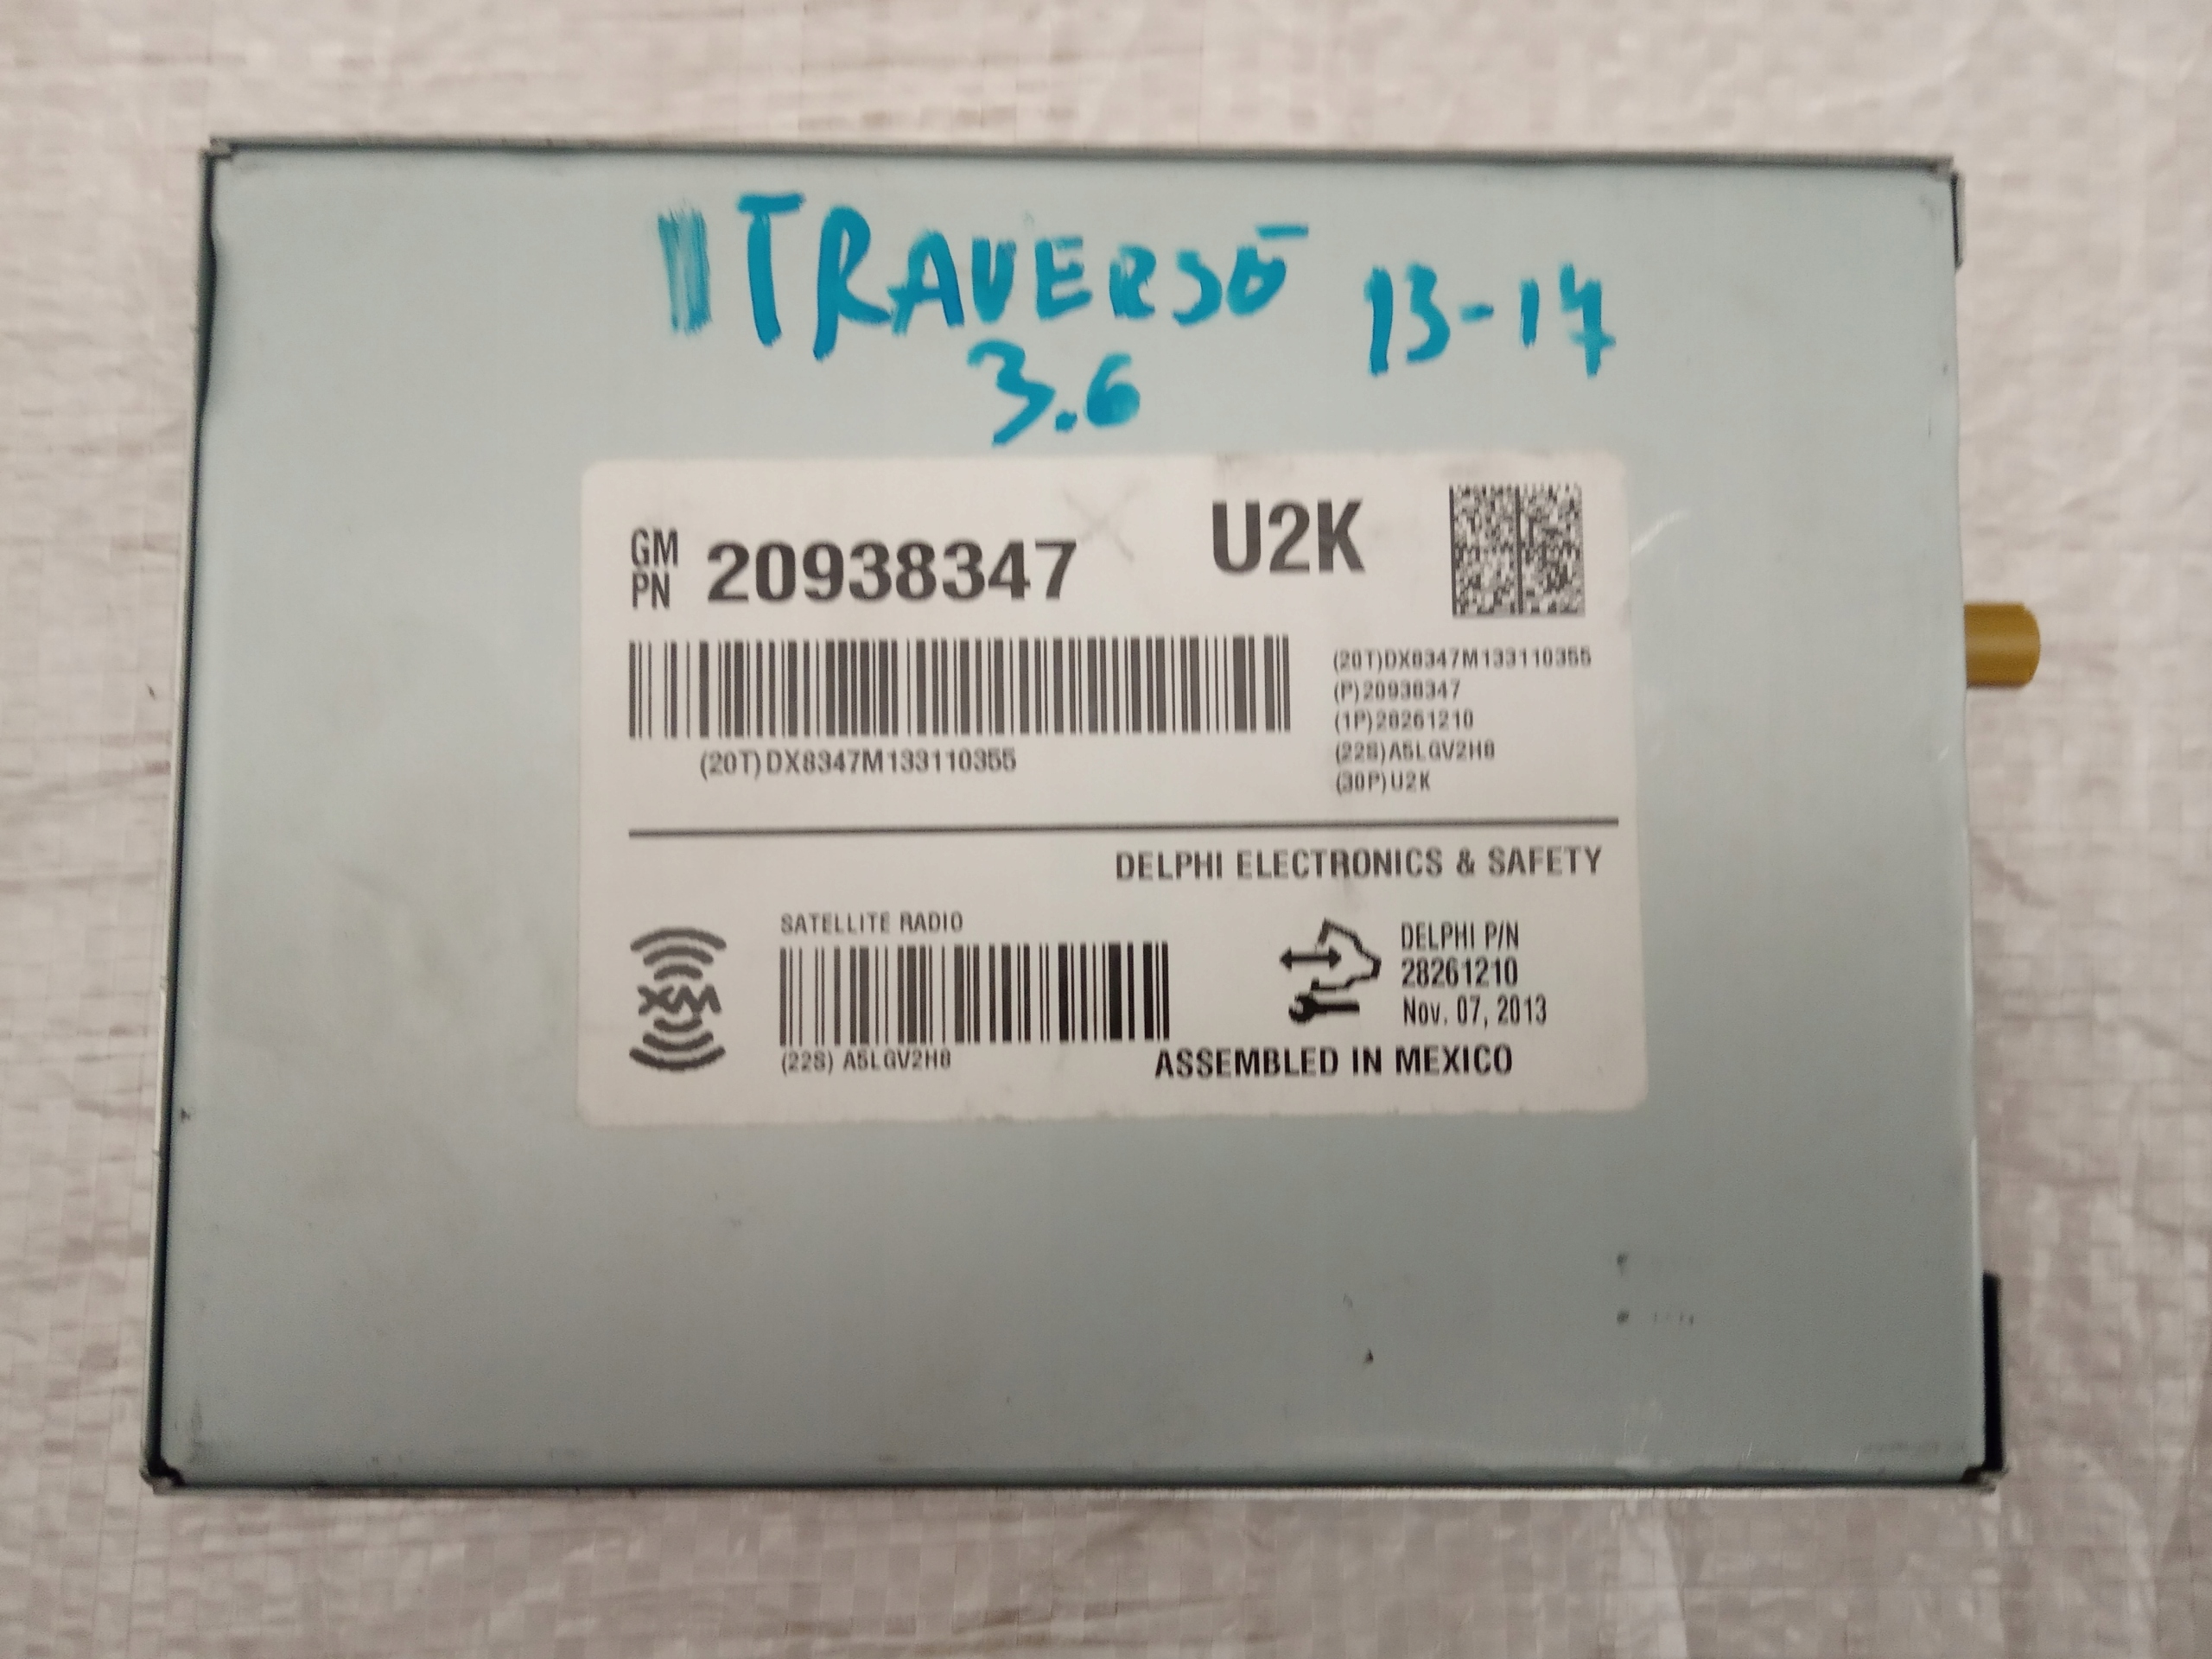 TRAVERSO 13-17
3.6
GM
PN 20938347 U2K
(20T)DX8347M133110355
(P)20938347
(1P)28261210
(22S)A5LGV2H8
(30P)U2K
(20T)DX8347M133110355
DELPHI ELECTRONICS & SAFETY
XM
SATELLITE RADIO
(22S) A5LGV2H8
DELPHI P/N
28261210
Nov. 07, 2013
ASSEMBLED IN MEXICO